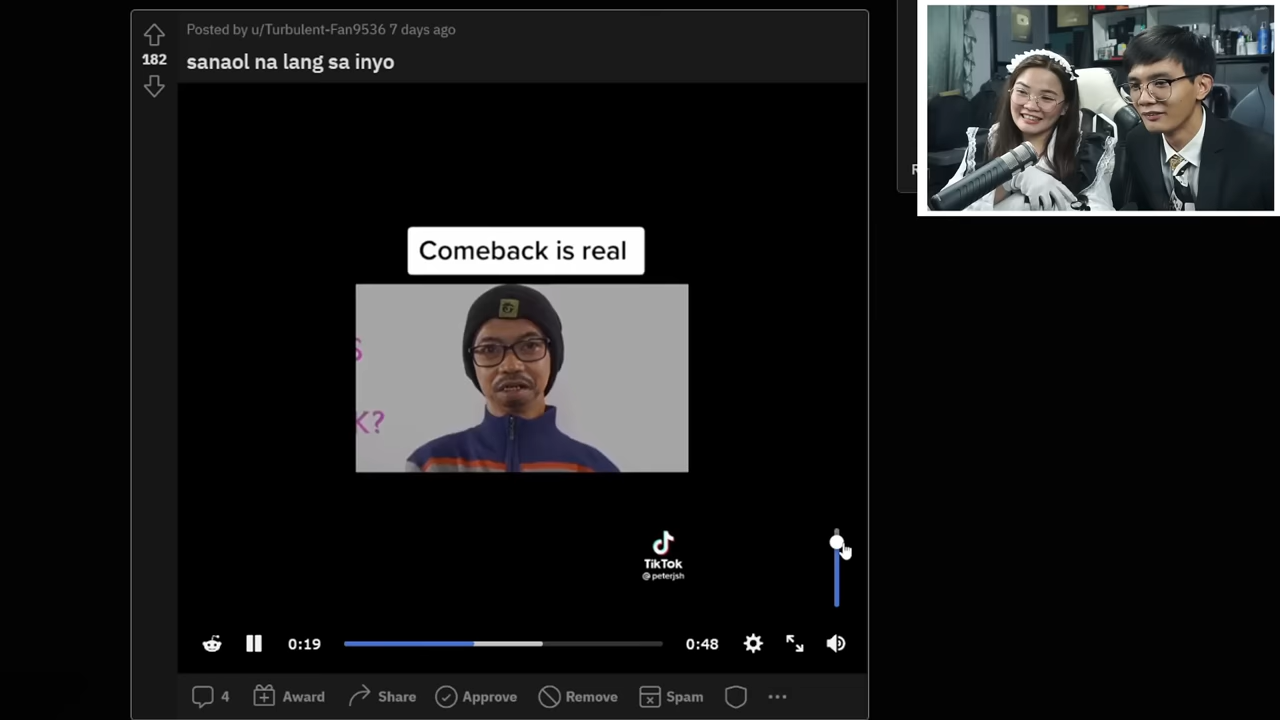 Posted by u/Turbulent-Fan9536 7 days ago
182
sanaol na lang sa inyo
Comeback is real
S
K?
TikTok
@peterjsh
0:19
0:48
4
Award
Share
Approve
Remove
Spam
R